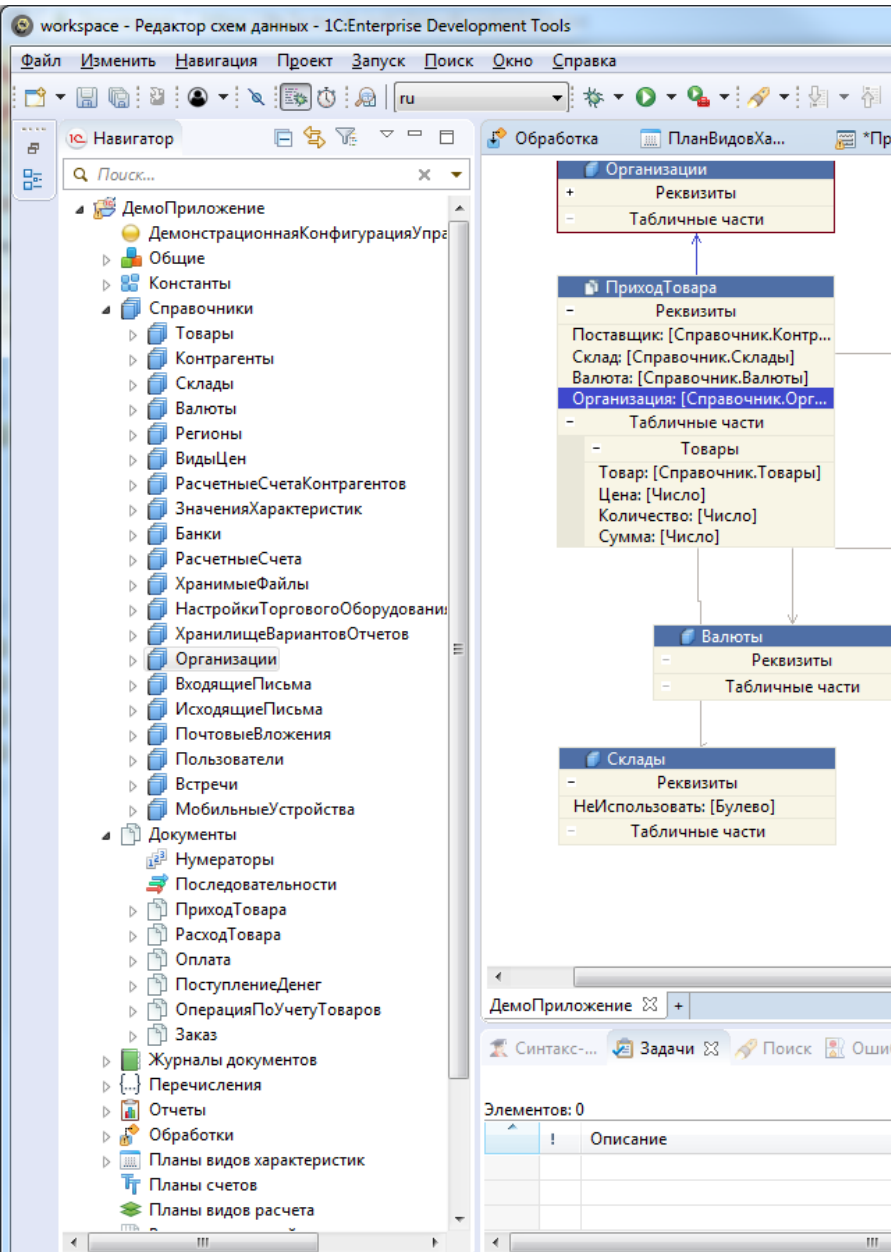 workspace - Редактор схем данных - 1C:Enterprise Development Tools
Файл Изменить Навигация Проект Запуск Поиск Окно Справка
ru
Навигатор
Поиск...
ДемоПриложение
ДемонстрационнаяКонфигурацияУпра
Общие
Константы
Справочники
Товары
Контрагенты
Склады
Валюты
Регионы
ВидыЦен
РасчетныеСчетаКонтрагентов
ЗначенияХарактеристик
Банки
РасчетныеСчета
ХранимыеФайлы
НастройкиТорговогоОборудовани
ХранилищеВариантовОтчетов
Организации
ВходящиеПисьма
ИсходящиеПисьма
ПочтовыеВложения
Пользователи
Встречи
МобильныеУстройства
Документы
Нумераторы
Последовательности
ПриходТовара
РасходТовара
Оплата
ПоступлениеДенег
ОперацияПоУчетуТоваров
Заказ
Журналы документов
Перечисления
Отчеты
Обработки
Планы видов характеристик
Планы счетов
Планы видов расчета
Обработка ПланВидовХа... *Пр
Организации
+ Реквизиты
- Табличные части
ПриходТовара
- Реквизиты
Поставщик: [Справочник.Контр...
Склад: [Справочник.Склады]
Валюта: [Справочник.Валюты]
Организация: [Справочник.Орг...
- Табличные части
- Товары
Товар: [Справочник.Товары]
Цена: [Число]
Количество: [Число]
Сумма: [Число]
Валюты
- Реквизиты
- Табличные части
Склады
- Реквизиты
НеИспользовать: [Булево]
- Табличные части
ДемоПриложение +
Синтакс-... Задачи Поиск Оши
Элементов: 0
! Описание